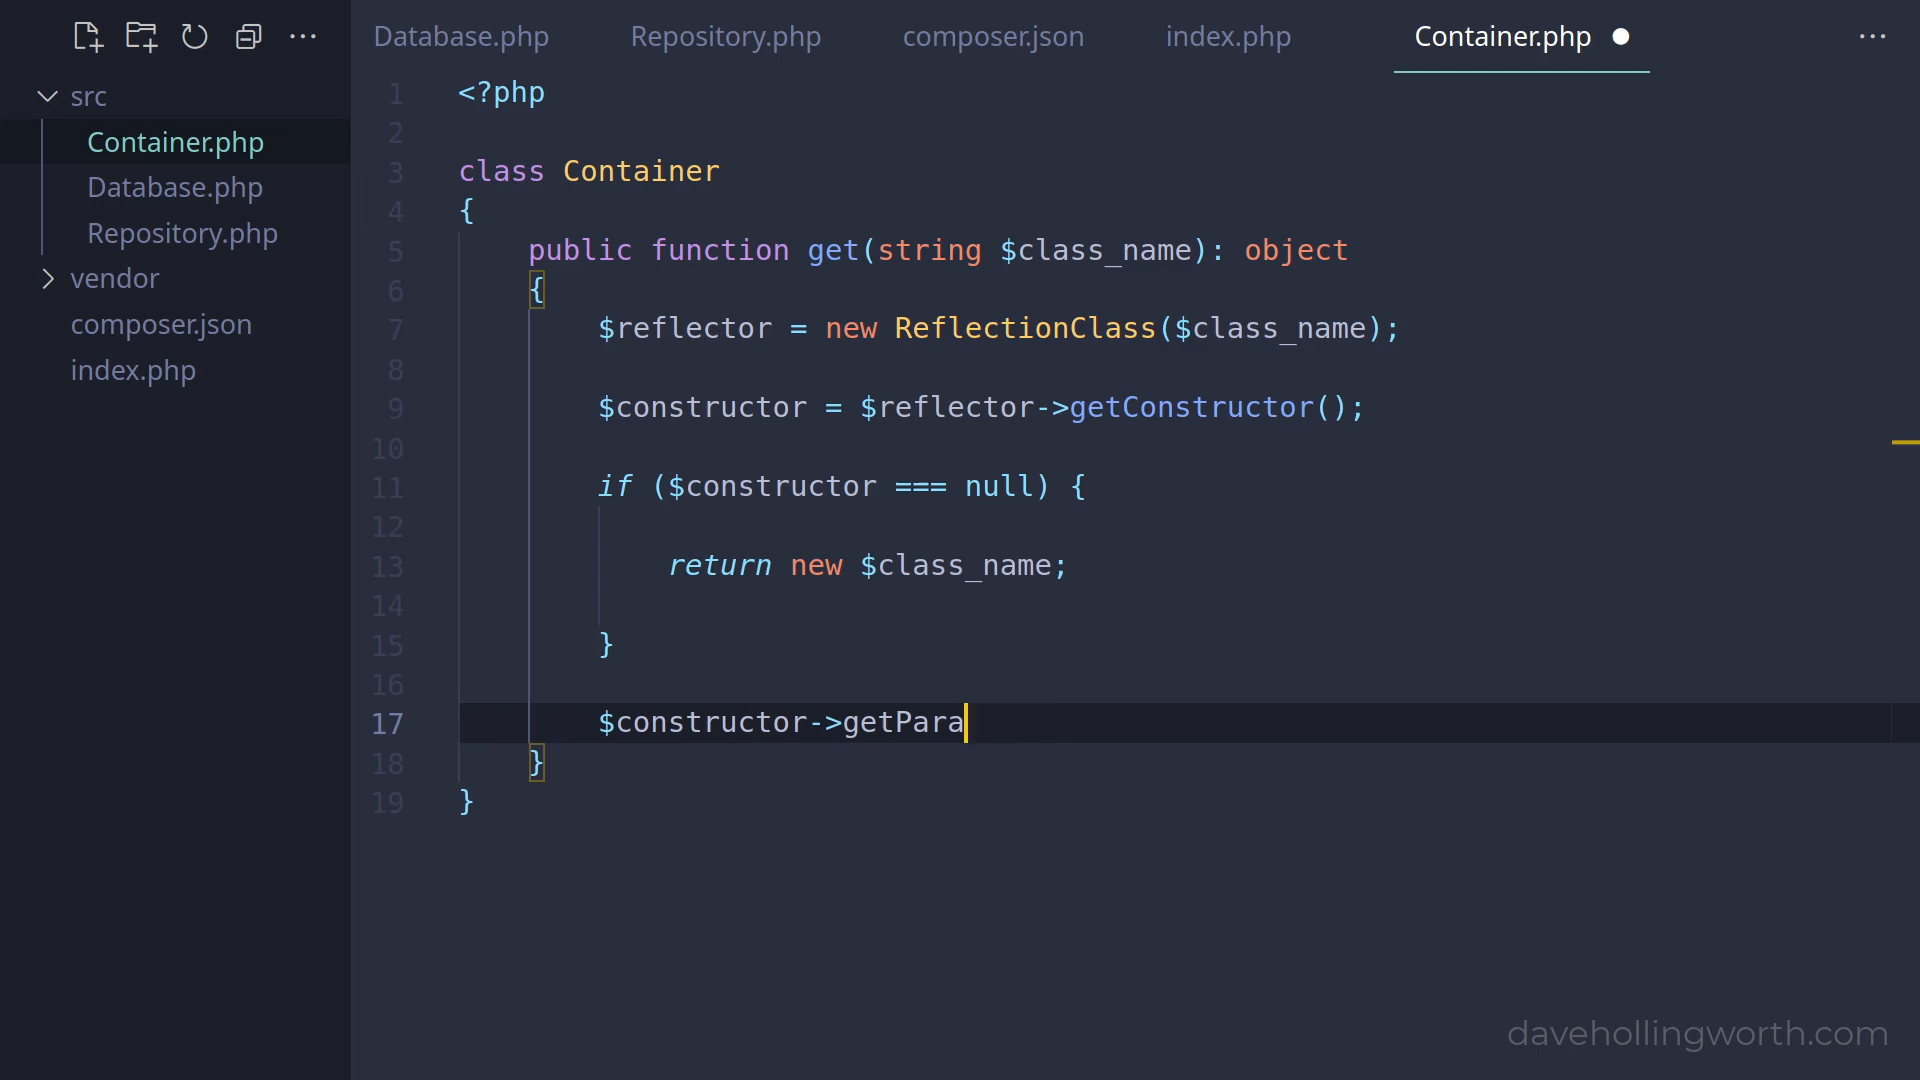 Database.php Repository.php composer.json index.php Container.php
src
Container.php
Database.php
Repository.php
vendor
composer.json
index.php
1 <?php
2
3 class Container
4 {
5     public function get(string $class_name): object
6     {
7         $reflector = new ReflectionClass($class_name);
8
9         $constructor = $reflector->getConstructor();
10
11         if ($constructor === null) {
12
13             return new $class_name;
14
15         }
16
17         $constructor->getPara
18     }
19 }
davehollingworth.com